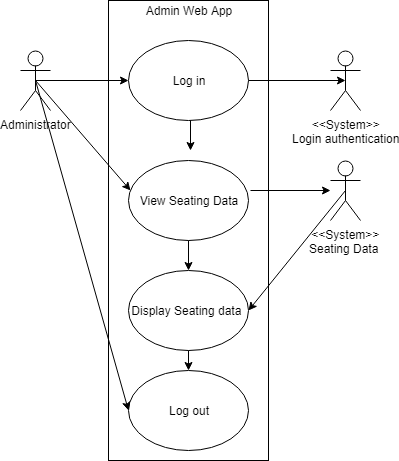 Admin Web App
Log in
Administrator
<<System>>
Login authentication
View Seating Data
<<System>>
Seating Data
Display Seating data
Log out